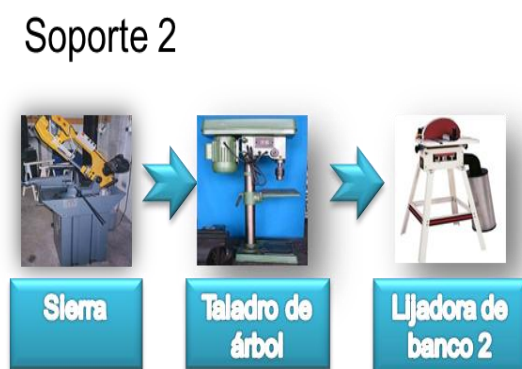 Soporte 2
Sierra
Taladro de
árbol
Lijadora de
banco 2